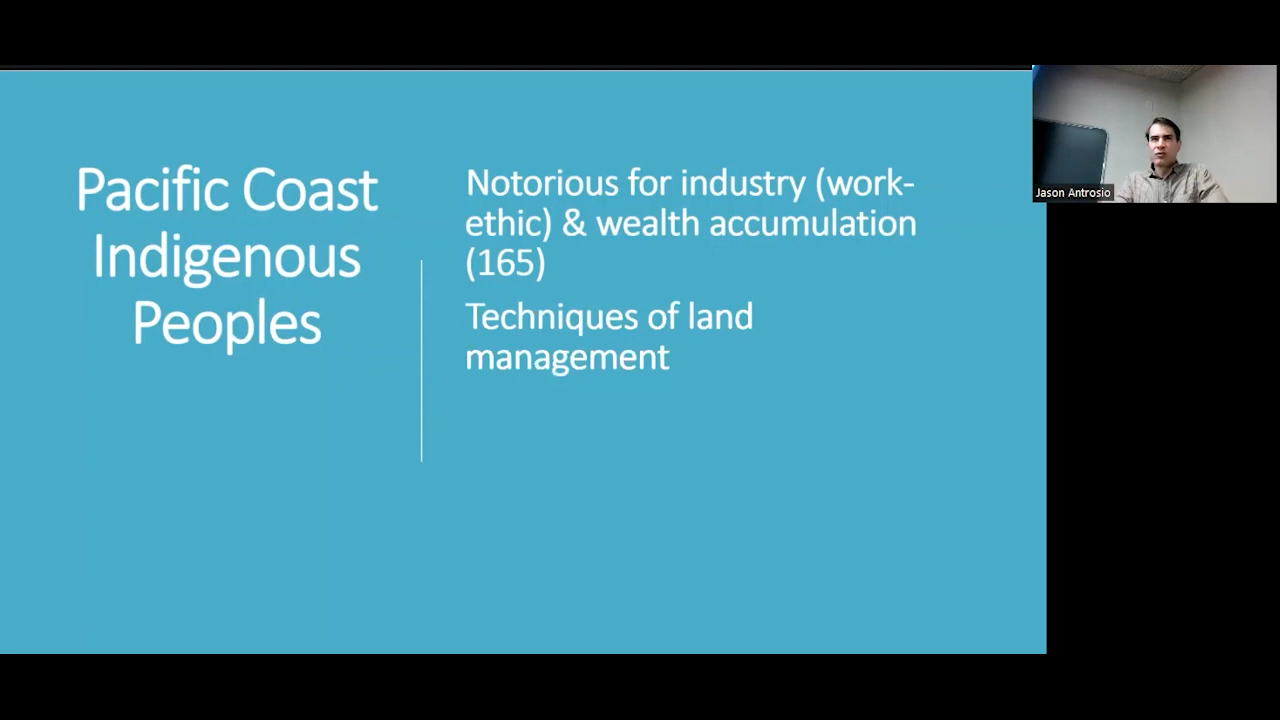 Pacific Coast
Indigenous
Peoples
Notorious for industry (work-
ethic) & wealth accumulation
(165)
Techniques of land
management
Jason Antrosio